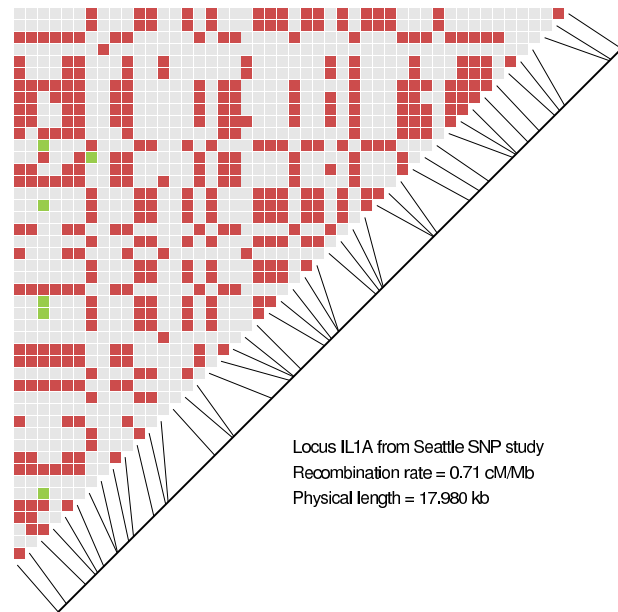 Locus IL1A from Seattle SNP study
Recombination rate = 0.71 cM/Mb
Physical length = 17.980 kb